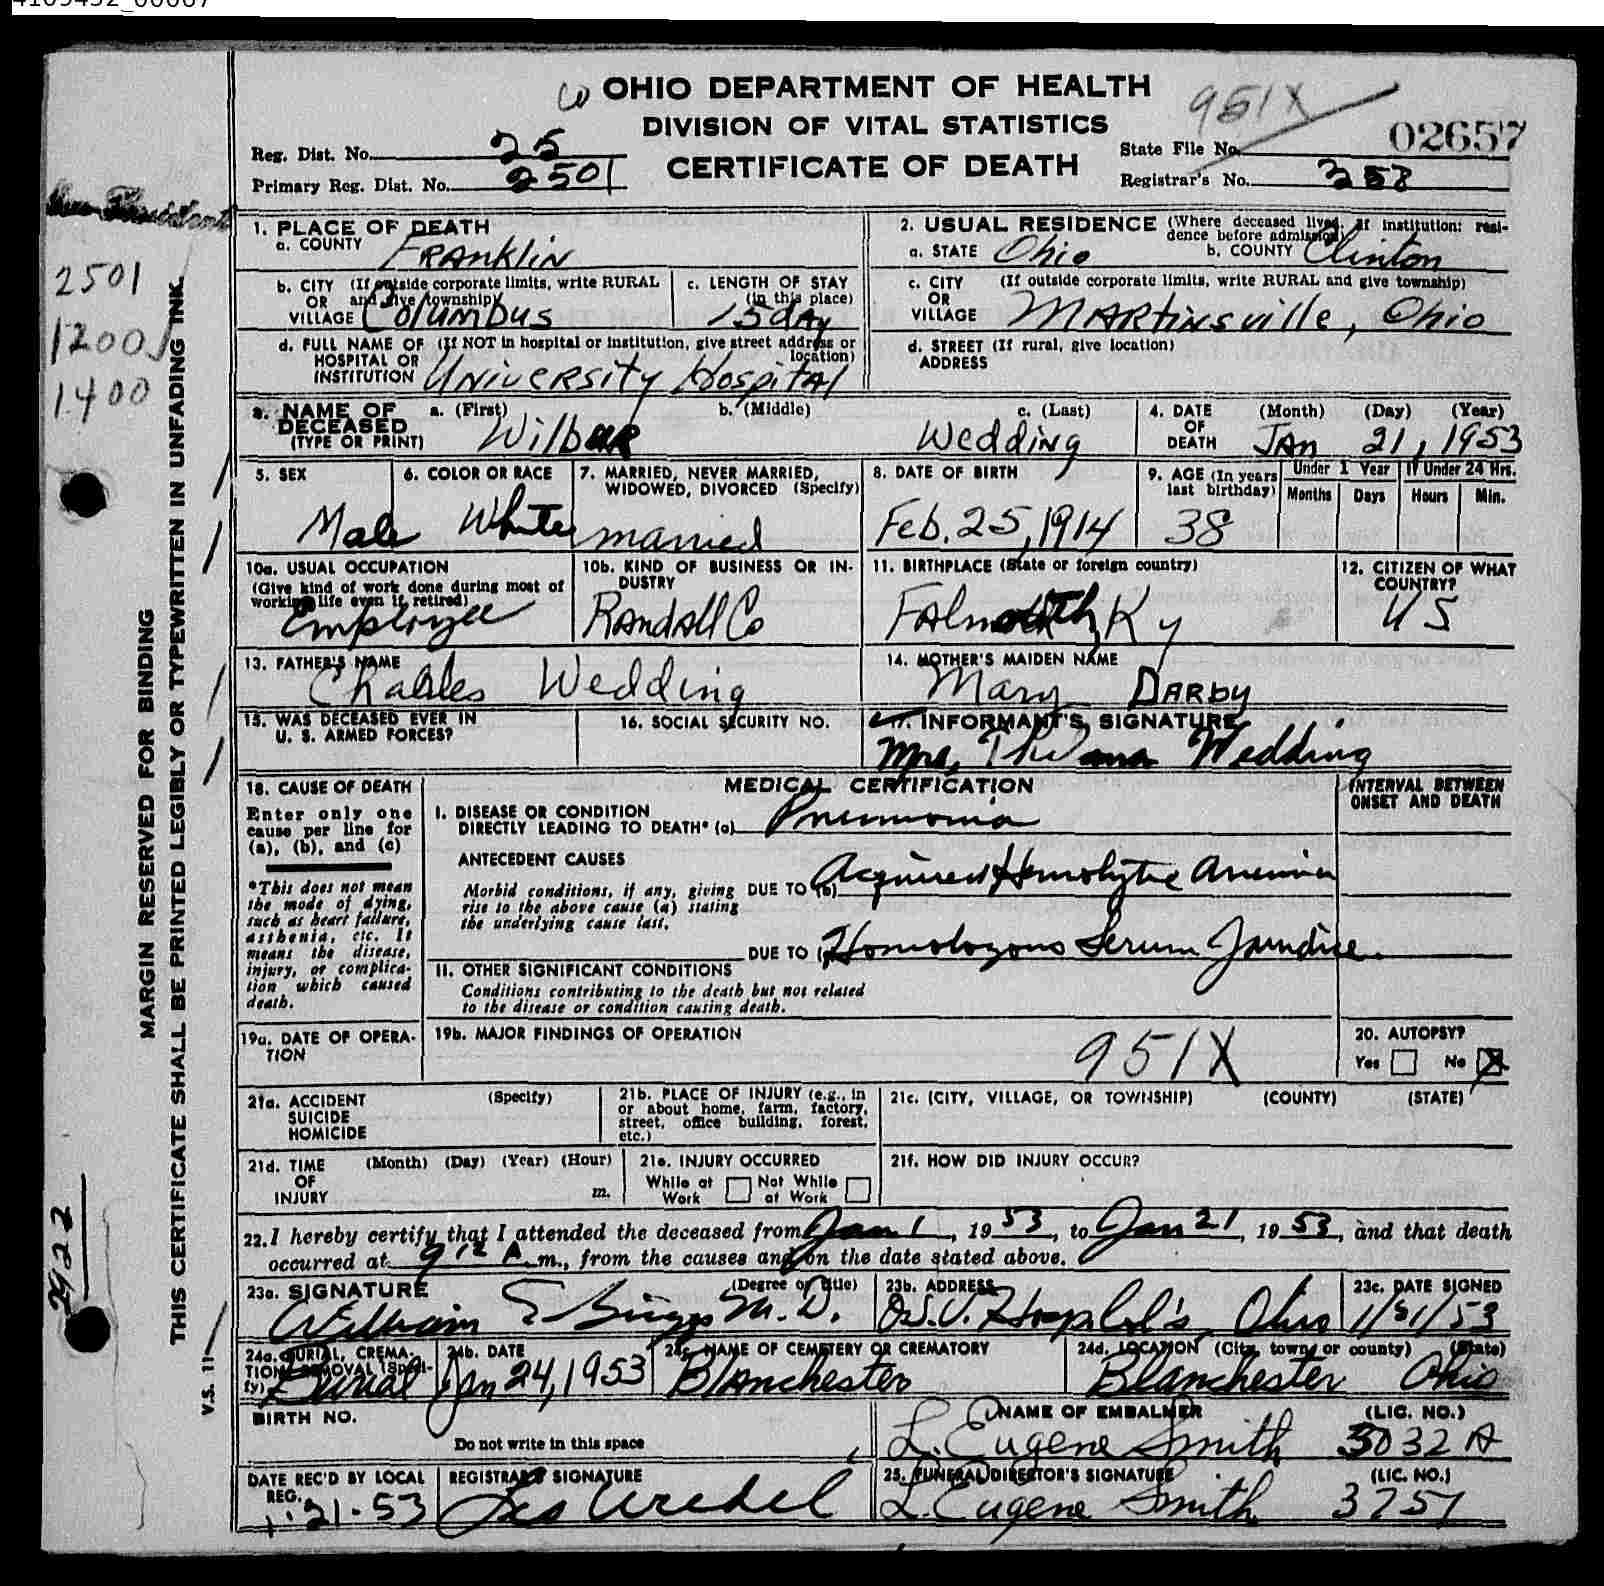 OHIO DEPARTMENT OF HEALTH
DIVISION OF VITAL STATISTICS
CERTIFICATE OF DEATH
951X
Reg. Dist. No. 25
Primary Reg. Dist. No. 2501
State File No. 02657
Registrar's No. 258
2501
1200
1400
2422
MARGIN RESERVED FOR BINDING
THIS CERTIFICATE SHALL BE PRINTED LEGIBLY OR TYPEWRITTEN IN UNFADING INK.
V.S. 11
1. PLACE OF DEATH
a. COUNTY Franklin
2. USUAL RESIDENCE (Where deceased lived. If institution: residence before admission)
a. STATE Ohio b. COUNTY Clinton
b. CITY (If outside corporate limits, write RURAL
OR and give township)
VILLAGE Columbus
c. LENGTH OF STAY
(in this place)
15 day
c. CITY (If outside corporate limits, write RURAL and give township)
OR
VILLAGE Martinsville, Ohio
d. FULL NAME OF (If NOT in hospital or institution, give street address or
HOSPITAL OR location)
INSTITUTION University Hospital
d. STREET (If rural, give location)
ADDRESS
3. NAME OF a. (First) b. (Middle) c. (Last)
DECEASED
(TYPE OR PRINT) Wilbur Wedding
4. DATE (Month) (Day) (Year)
OF
DEATH Jan 21, 1953
5. SEX
Male
6. COLOR OR RACE
White
7. MARRIED, NEVER MARRIED,
WIDOWED, DIVORCED (Specify)
married
8. DATE OF BIRTH
Feb. 25, 1914
9. AGE (In years
last birthday)
38
Under 1 Year
Months Days
If Under 24 Hrs.
Hours Min.
10a. USUAL OCCUPATION
(Give kind of work done during most of
working life even if retired)
Employee
10b. KIND OF BUSINESS OR INDUSTRY
Randall Co
11. BIRTHPLACE (State or foreign country)
Falmouth, Ky
12. CITIZEN OF WHAT
COUNTRY?
US
13. FATHER'S NAME
Charles Wedding
14. MOTHER'S MAIDEN NAME
Mary Darby
15. WAS DECEASED EVER IN
U. S. ARMED FORCES?
16. SOCIAL SECURITY NO.
17. INFORMANT'S SIGNATURE
Mrs. Thelma Wedding
18. CAUSE OF DEATH
Enter only one
cause per line for
(a), (b), and (c)
*This does not mean
the mode of dying,
such as heart failure,
asthenia, etc. It
means the disease,
injury, or complica-
tion which caused
death.
MEDICAL CERTIFICATION
INTERVAL BETWEEN
ONSET AND DEATH
I. DISEASE OR CONDITION
DIRECTLY LEADING TO DEATH* (a) Pneumonia
ANTECEDENT CAUSES
Morbid conditions, if any, giving
rise to the above cause (a) stating
the underlying cause last.
DUE TO (b) Acquired Hemolytic Anemia
DUE TO Homologous Serum Jaundice.
II. OTHER SIGNIFICANT CONDITIONS
Conditions contributing to the death but not related
to the disease or condition causing death.
19a. DATE OF OPERA-
TION
19b. MAJOR FINDINGS OF OPERATION
951X
20. AUTOPSY?
Yes No X
21a. ACCIDENT (Specify)
SUICIDE
HOMICIDE
21b. PLACE OF INJURY (e.g., in
or about home, farm, factory,
street, office building, forest,
etc.)
21c. (CITY, VILLAGE, OR TOWNSHIP) (COUNTY) (STATE)
21d. TIME (Month) (Day) (Year) (Hour)
OF
INJURY m.
21e. INJURY OCCURRED
While at Work
Not While at Work
21f. HOW DID INJURY OCCUR?
22. I hereby certify that I attended the deceased from Jan 1, 1953, to Jan 21, 1953, and that death
occurred at 9 12 A.m., from the causes and on the date stated above.
23a. SIGNATURE (Degree or title)
William E Biggs M.D.
23b. ADDRESS
Ohio
23c. DATE SIGNED
1/21/53
24a. BURIAL, CREMA-
TION, REMOVAL (Speci-
fy) Burial
24b. DATE
Jan 24, 1953
24c. NAME OF CEMETERY OR CREMATORY
Blanchester
24d. LOCATION (City, town, or county) (State)
Blanchester Ohio
BIRTH NO.
Do not write in this space
NAME OF EMBALMER (LIC. NO.)
L. Eugene Smith 5032 A
DATE REC'D BY LOCAL
REG.
1-21-53
REGISTRAR'S SIGNATURE
25. FUNERAL DIRECTOR'S SIGNATURE (LIC. NO.)
L. Eugene Smith 3757